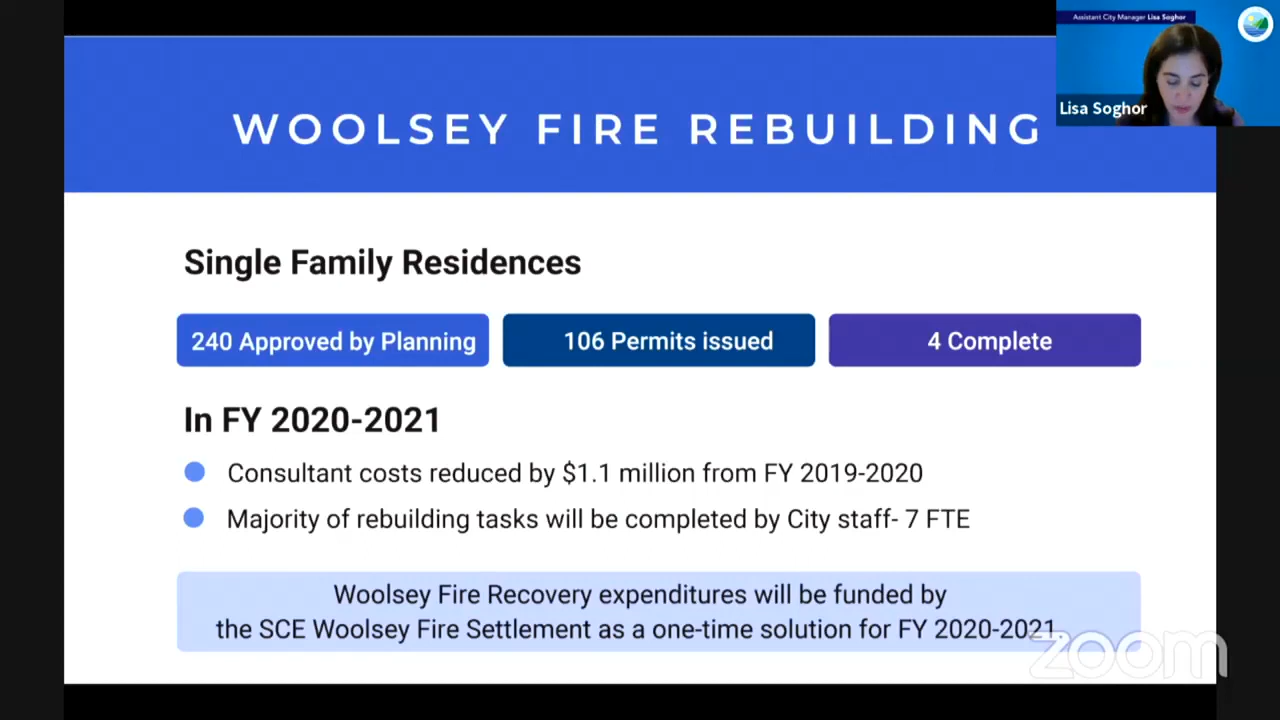 Assistant City Manager Lisa Soghor
Lisa Soghor
WOOLSEY FIRE REBUILDING
Single Family Residences
240 Approved by Planning
106 Permits issued
4 Complete
In FY 2020-2021
Consultant costs reduced by $1.1 million from FY 2019-2020
Majority of rebuilding tasks will be completed by City staff- 7 FTE
Woolsey Fire Recovery expenditures will be funded by
the SCE Woolsey Fire Settlement as a one-time solution for FY 2020-2021.
zoom